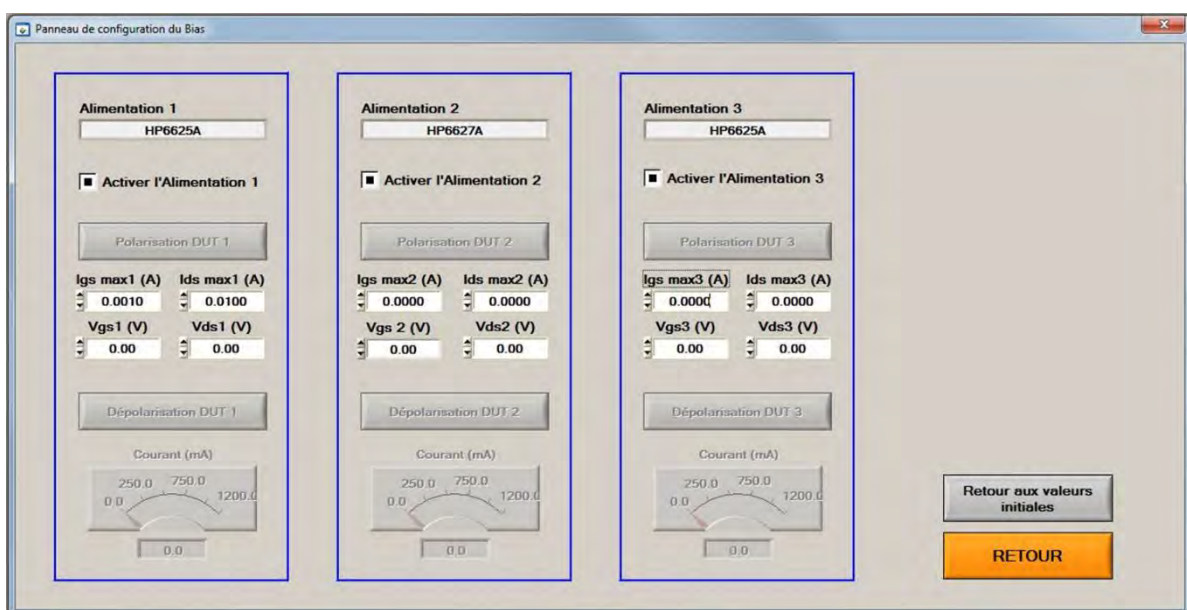 Panneau de configuration du Bias
Alimentation 1
HP6625A
Activer l'Alimentation 1
Polarisation DUT 1
Igs max1 (A) Ids max1 (A)
0.0010 0.0100
Vgs1 (V) Vds1 (V)
0.00 0.00
Dépolarisation DUT 1
Courant (mA)
250.0 750.0
0.0 1200.0
0.0
Alimentation 2
HP6627A
Activer l'Alimentation 2
Polarisation DUT 2
Igs max2 (A) Ids max2 (A)
0.0000 0.0000
Vgs 2 (V) Vds2 (V)
0.00 0.00
Dépolarisation DUT 2
Courant (mA)
250.0 750.0
0.0 1200.0
0.0
Alimentation 3
HP6625A
Activer l'Alimentation 3
Polarisation DUT 3
Igs max3 (A) Ids max3 (A)
0.0000 0.0000
Vgs3 (V) Vds3 (V)
0.00 0.00
Dépolarisation DUT 3
Courant (mA)
250.0 750.0
0.0 1200.0
0.0
Retour aux valeurs
initiales
RETOUR